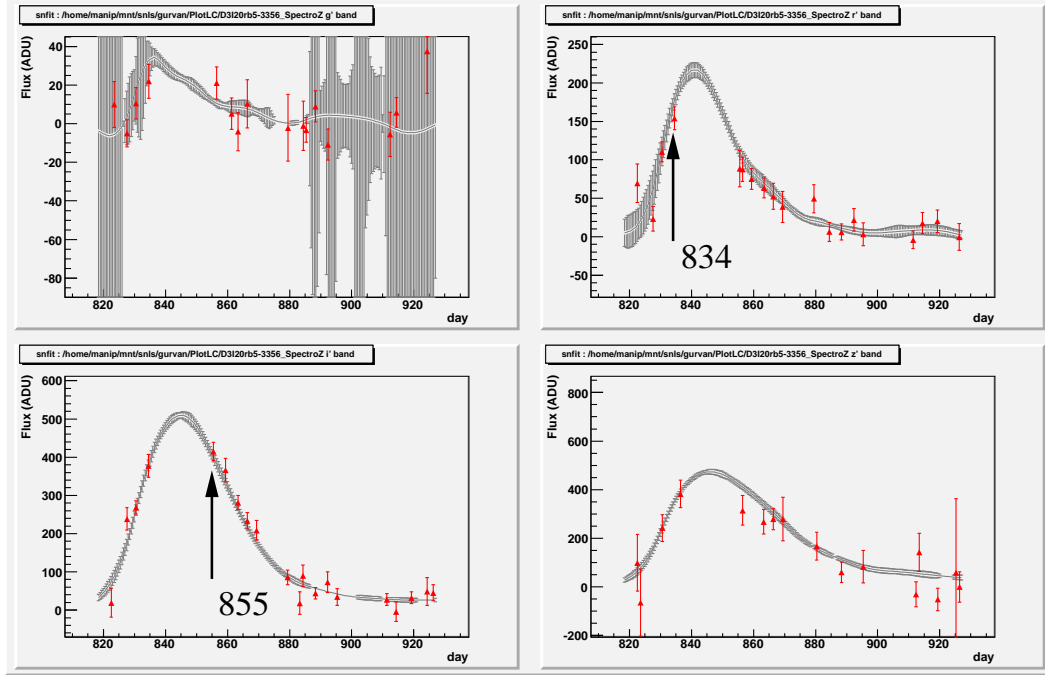 snfit : /home/manip/mnt/snls/gurvan/PlotLC/D3I20rb5-3356_SpectroZ g' band
Flux (ADU)
40
20
0
-20
-40
-60
-80
820 840 860 880 900 920
day
snfit : /home/manip/mnt/snls/gurvan/PlotLC/D3I20rb5-3356_SpectroZ r' band
Flux (ADU)
250
200
150
100
50
0
-50
834
820 840 860 880 900 920
day
snfit : /home/manip/mnt/snls/gurvan/PlotLC/D3I20rb5-3356_SpectroZ i' band
Flux (ADU)
600
500
400
300
200
100
0
855
820 840 860 880 900 920
day
snfit : /home/manip/mnt/snls/gurvan/PlotLC/D3I20rb5-3356_SpectroZ z' band
Flux (ADU)
800
600
400
200
0
-200
820 840 860 880 900 920
day